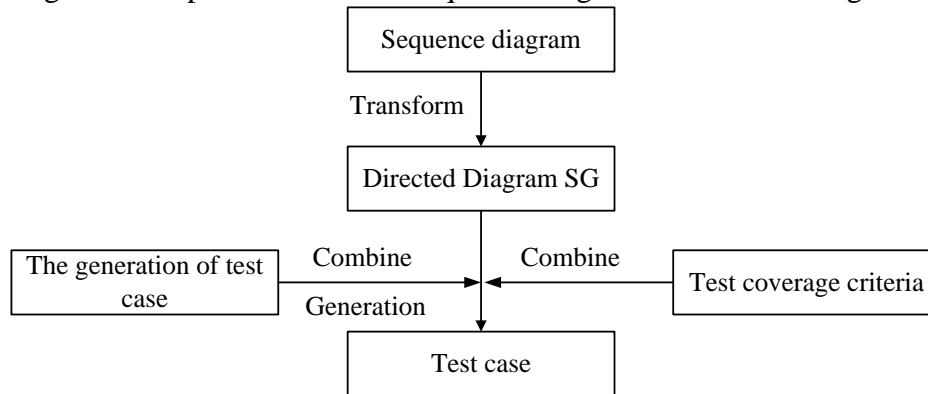 Sequence diagram
Transform
Directed Diagram SG
The generation of test
case
Combine
Combine
Test coverage criteria
Generation
Test case